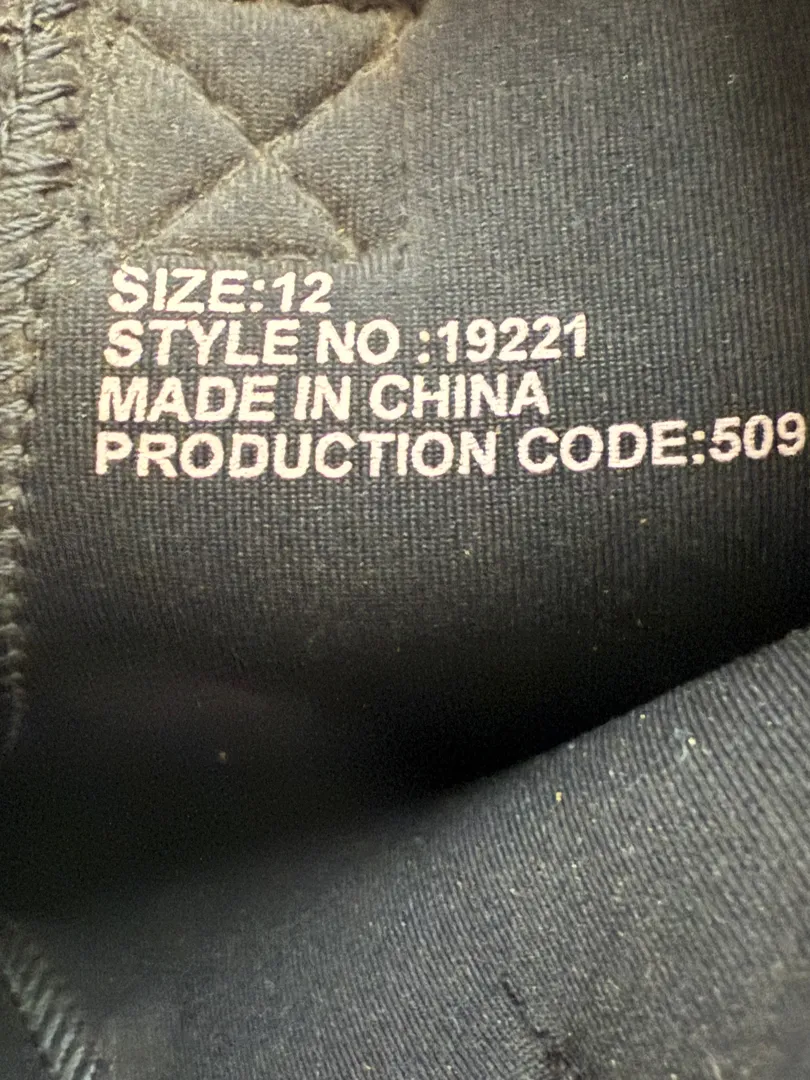 SIZE:12
STYLE NO :19221
MADE IN CHINA
PRODUCTION CODE:509